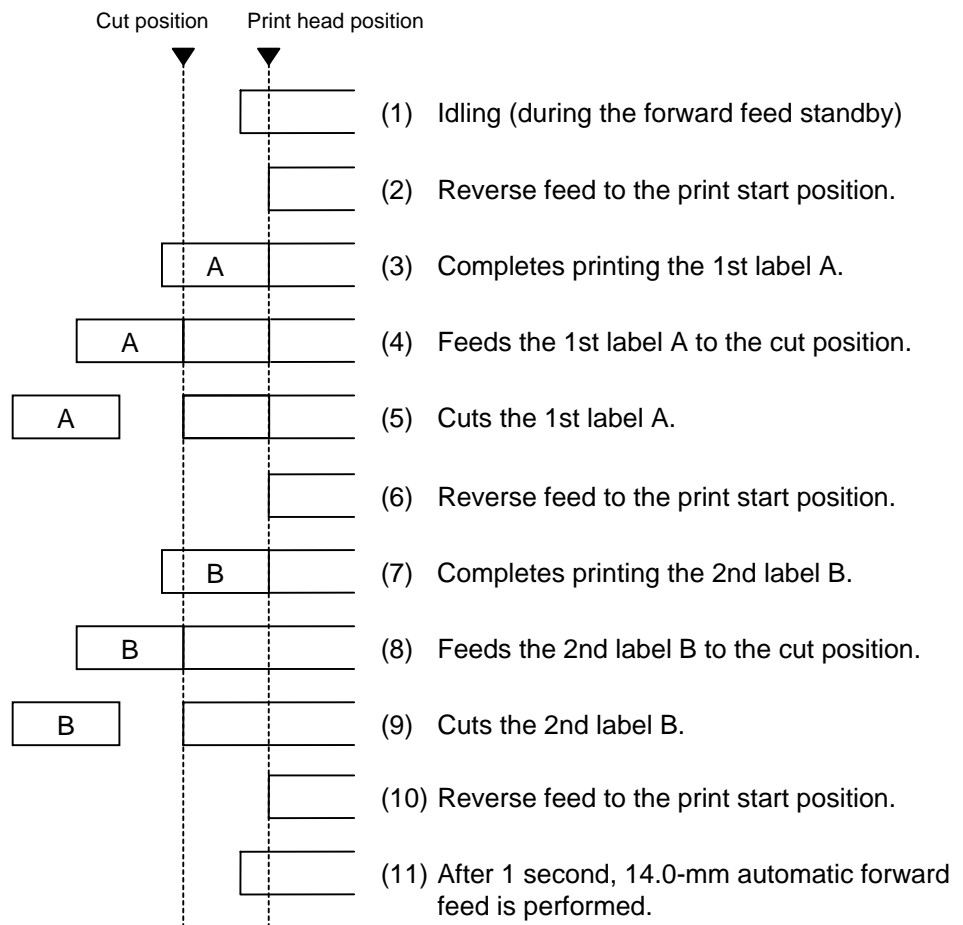 Cut position Print head position
(1) Idling (during the forward feed standby)
(2) Reverse feed to the print start position.
A (3) Completes printing the 1st label A.
A (4) Feeds the 1st label A to the cut position.
A (5) Cuts the 1st label A.
(6) Reverse feed to the print start position.
B (7) Completes printing the 2nd label B.
B (8) Feeds the 2nd label B to the cut position.
B (9) Cuts the 2nd label B.
(10) Reverse feed to the print start position.
(11) After 1 second, 14.0-mm automatic forward
feed is performed.